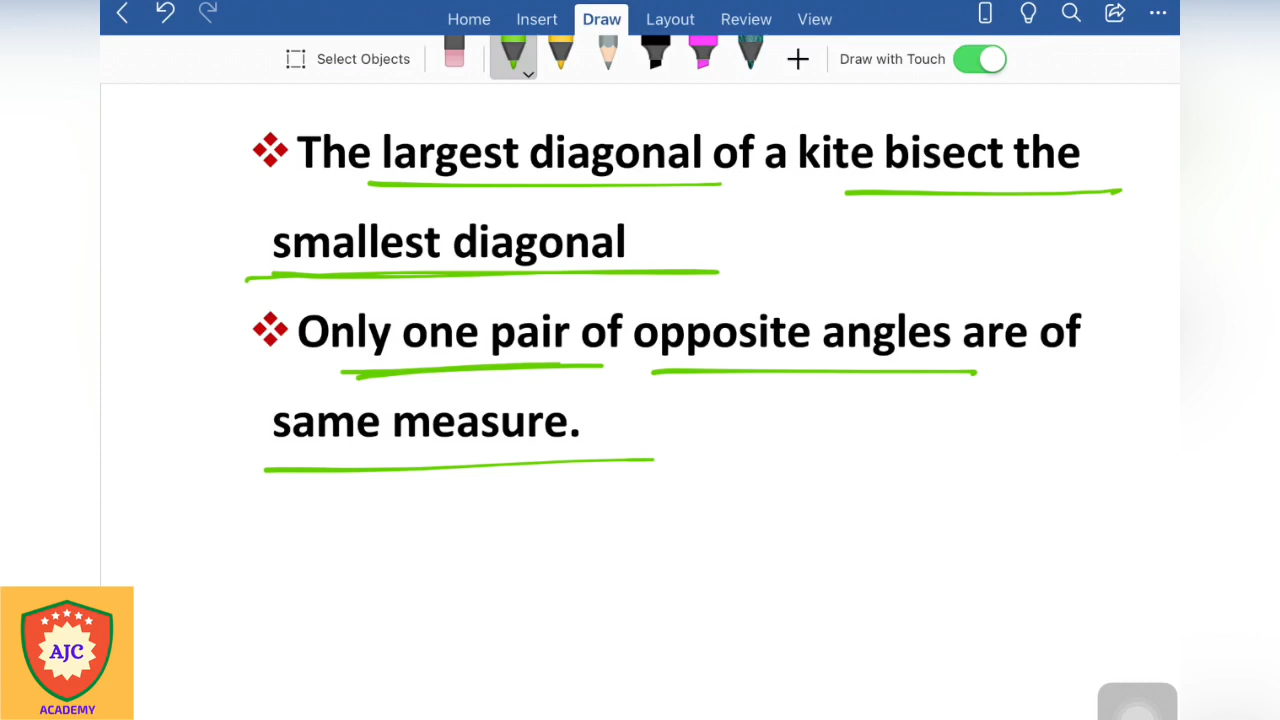 Home Insert Draw Layout Review View
Select Objects Draw with Touch
The largest diagonal of a kite bisect the
smallest diagonal
Only one pair of opposite angles are of
same measure.
AJC
ACADEMY